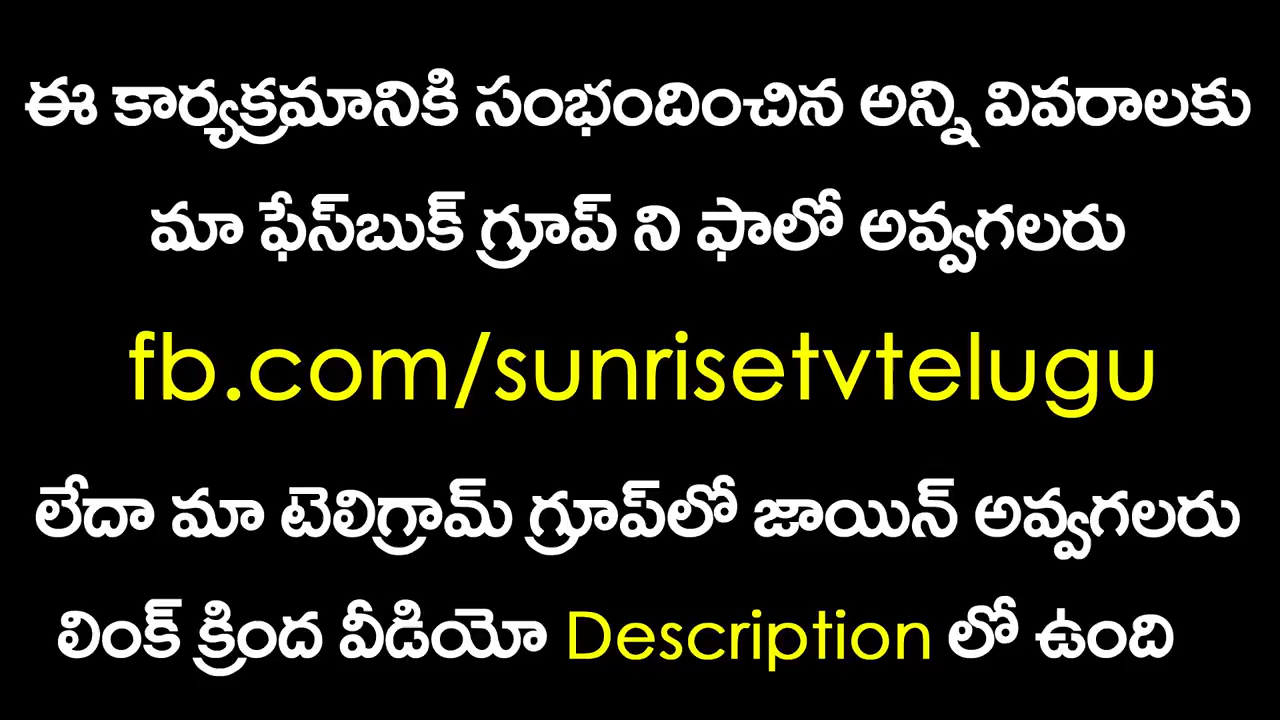 ఈ కార్యక్రమానికి సంభందించిన అన్ని వివరాలకు
మా ఫేస్‌బుక్ గ్రూప్ ని ఫాలో అవ్వగలరు
fb.com/sunrisetvtelugu
లేదా మా టెలిగ్రామ్ గ్రూప్‌లో జాయిన్ అవ్వగలరు
లింక్ క్రింద వీడియో Description లో ఉంది